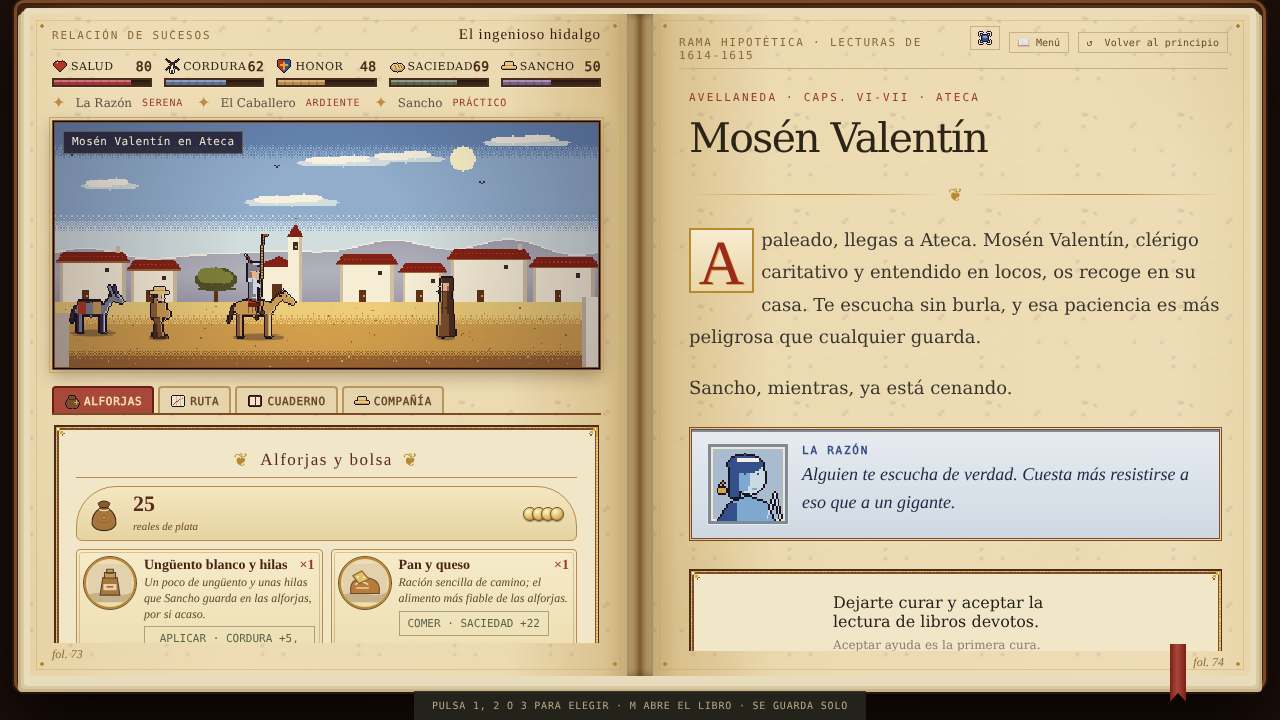 RELACIÓN DE SUCESOS
El ingenioso hidalgo
SALUD 80
CORDURA 62
HONOR 48
SACIEDAD 69
SANCHO 50
La Razón SERENA
El Caballero ARDIENTE
Sancho PRÁCTICO
Mosén Valentín en Ateca
ALFORJAS
RUTA
CUADERNO
COMPAÑÍA
Alforjas y bolsa
25
reales de plata
Ungüento blanco y hilas ×1
Un poco de ungüento y unas hilas
que Sancho guarda en las alforjas,
por si acaso.
APLICAR · CORDURA +5,
Pan y queso ×1
Ración sencilla de camino; el
alimento más fiable de las alforjas.
COMER · SACIEDAD +22
fol. 73
RAMA HIPOTÉTICA · LECTURAS DE
1614-1615
Menú
↺ Volver al principio
AVELLANEDA · CAPS. VI-VII · ATECA
Mosén Valentín
Apaleado, llegas a Ateca. Mosén Valentín, clérigo
caritativo y entendido en locos, os recoge en su
casa. Te escucha sin burla, y esa paciencia es más
peligrosa que cualquier guarda.
Sancho, mientras, ya está cenando.
LA RAZÓN
Alguien te escucha de verdad. Cuesta más resistirse a
eso que a un gigante.
Dejarte curar y aceptar la
lectura de libros devotos.
Aceptar ayuda es la primera cura.
fol. 74
PULSA 1, 2 O 3 PARA ELEGIR · M ABRE EL LIBRO · SE GUARDA SOLO